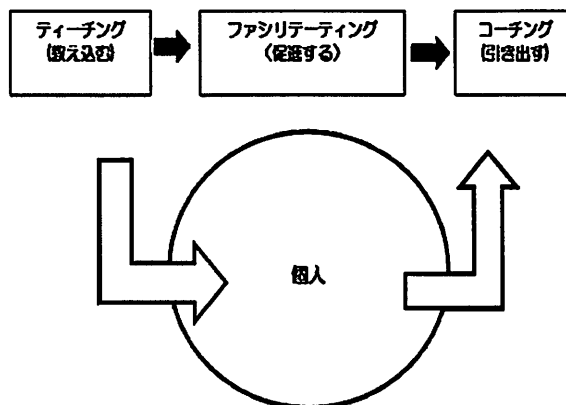 ティーチング
(教え込む)
ファシリテーティング
(促進する)
コーチング
(引き出す)
個人